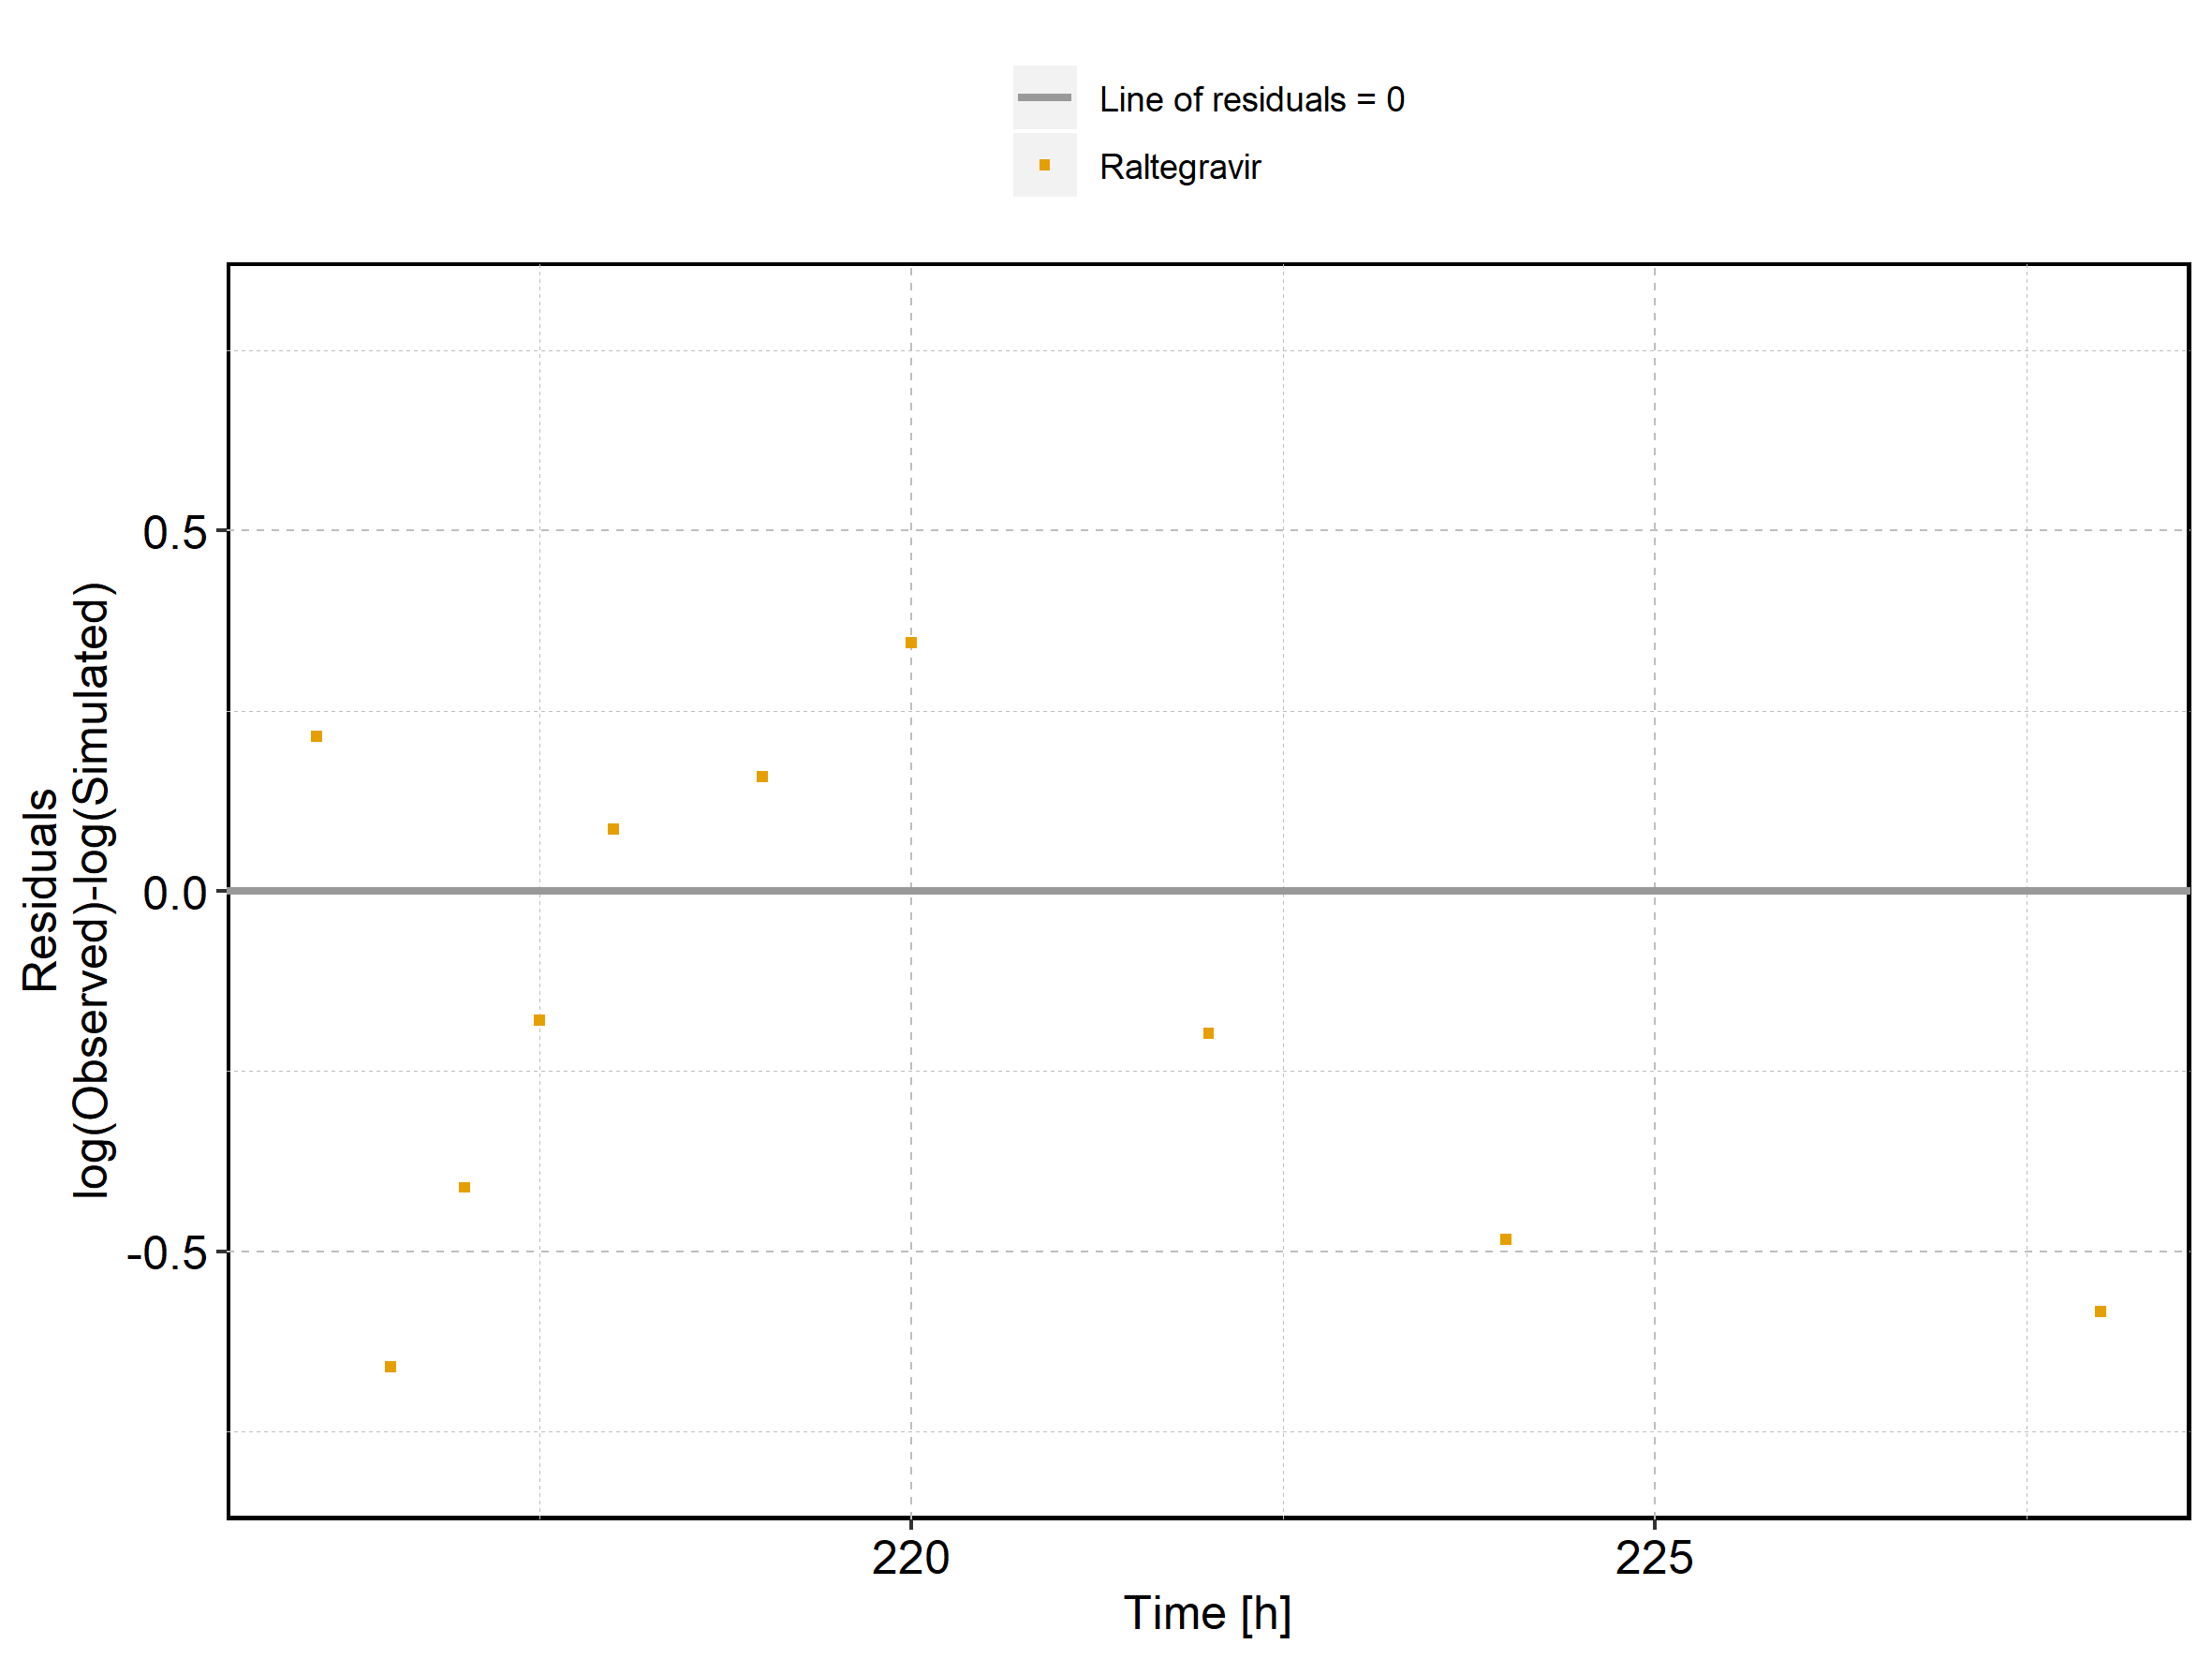 Line of residuals = 0
Raltegravir
Residuals
log(Observed)-log(Simulated)
0.5
0.0
-0.5
220
225
Time [h]